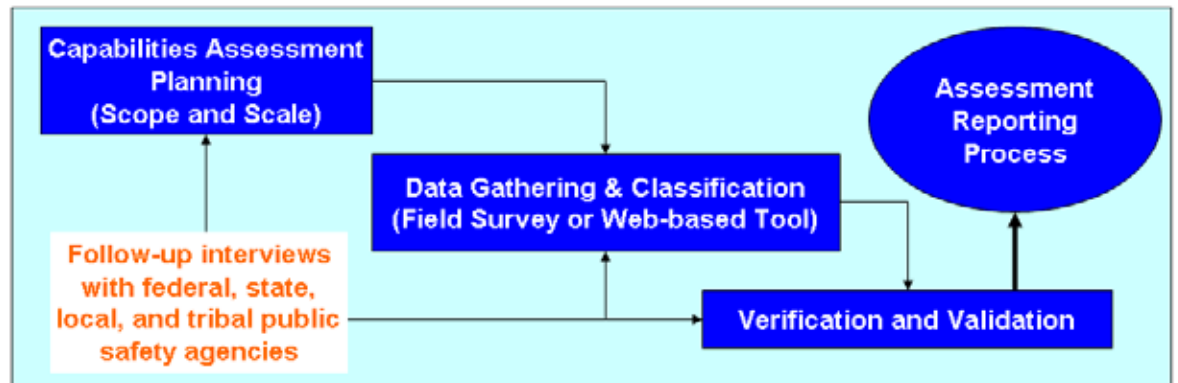 Capabilities Assessment
Planning
(Scope and Scale)
Assessment
Reporting
Process
Data Gathering & Classification
(Field Survey or Web-based Tool)
Follow-up interviews
with federal, state,
local, and tribal public
safety agencies
Verification and Validation